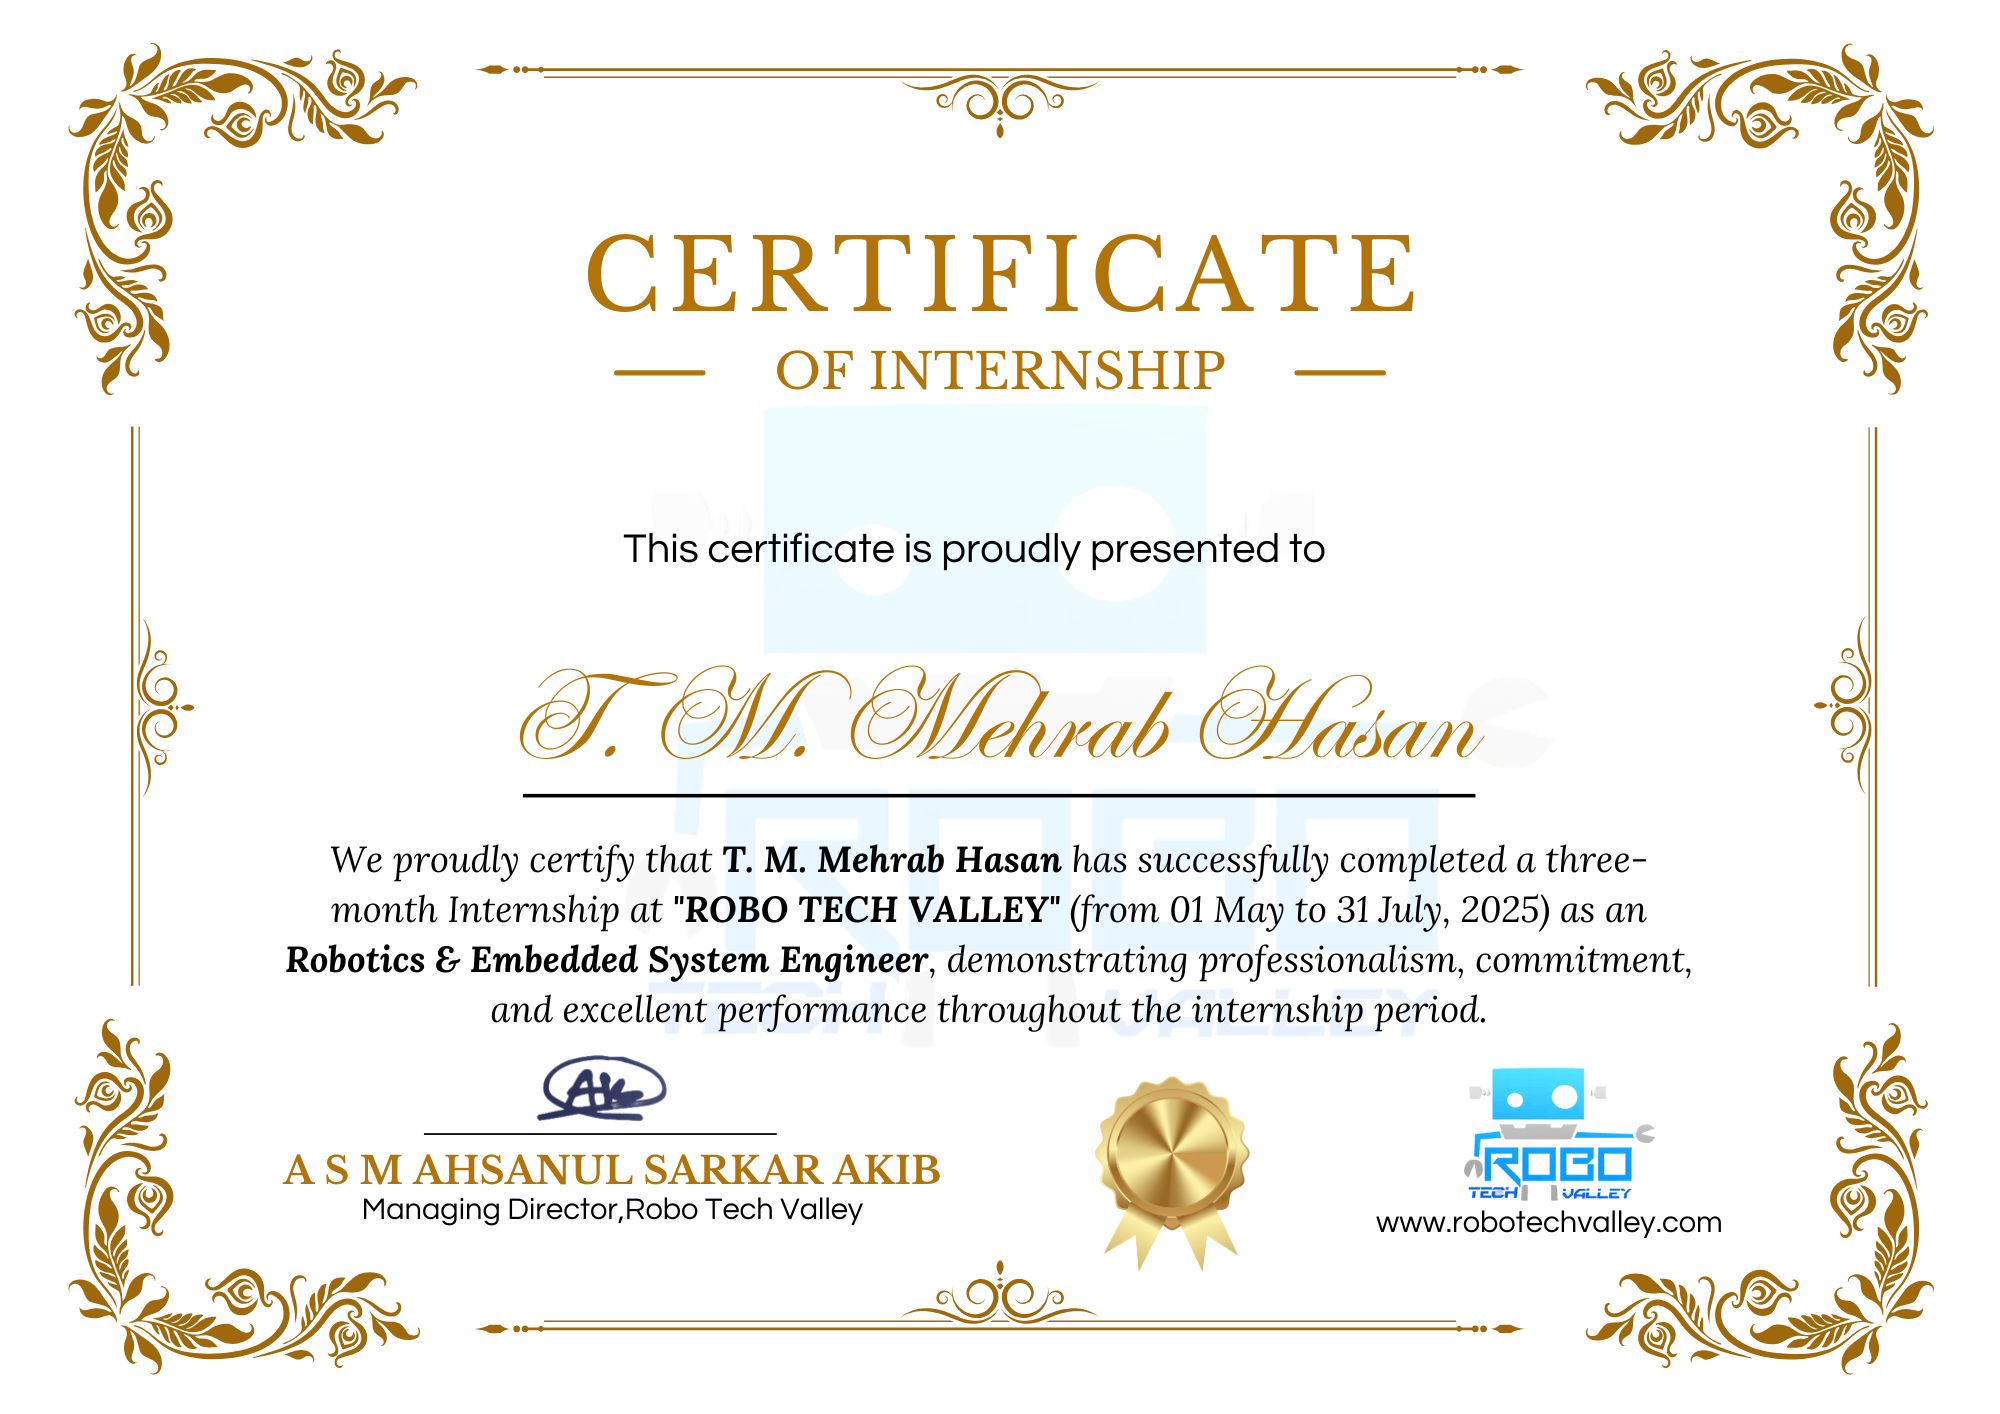 CERTIFICATE
OF INTERNSHIP
This certificate is proudly presented to
T. M. Mehrab Hasan
We proudly certify that T. M. Mehrab Hasan has successfully completed a three-
month Internship at "ROBO TECH VALLEY" (from 01 May to 31 July, 2025) as an
Robotics & Embedded System Engineer, demonstrating professionalism, commitment,
and excellent performance throughout the internship period.
A S M AHSANUL SARKAR AKIB
Managing Director,Robo Tech Valley
ROBO
TECH VALLEY
www.robotechvalley.com
ROBO
TECH VALLEY